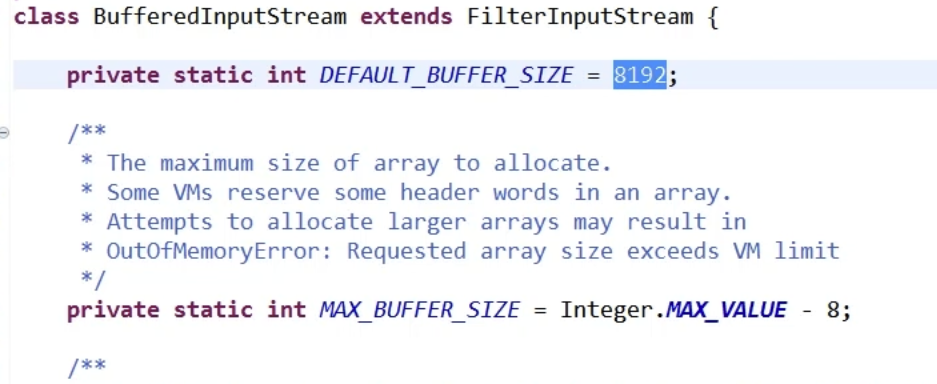 class BufferedInputStream extends FilterInputStream {
private static int DEFAULT_BUFFER_SIZE = 8192;
/**
* The maximum size of array to allocate.
* Some VMs reserve some header words in an array.
* Attempts to allocate larger arrays may result in
* OutOfMemoryError: Requested array size exceeds VM limit
*/
private static int MAX_BUFFER_SIZE = Integer.MAX_VALUE - 8;
/**